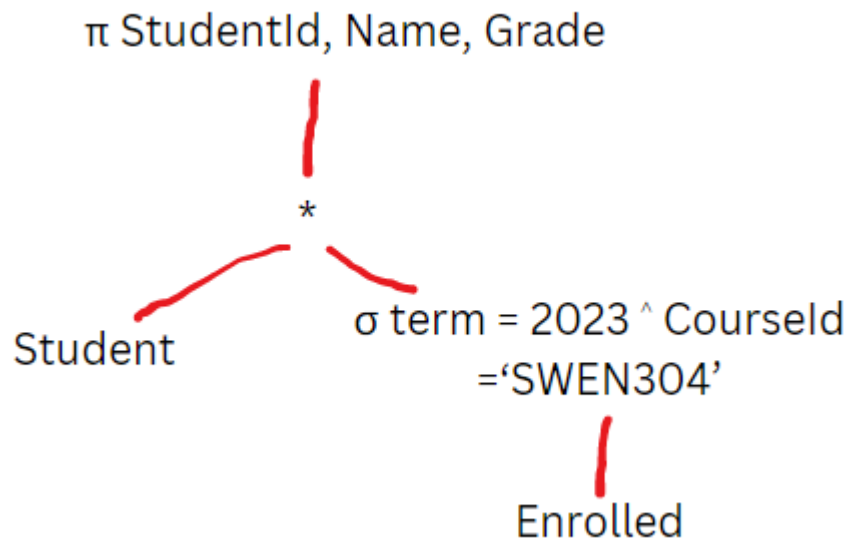 π StudentId, Name, Grade
*
Student
σ term = 2023 ^ CourseId
=‘SWEN304’
Enrolled